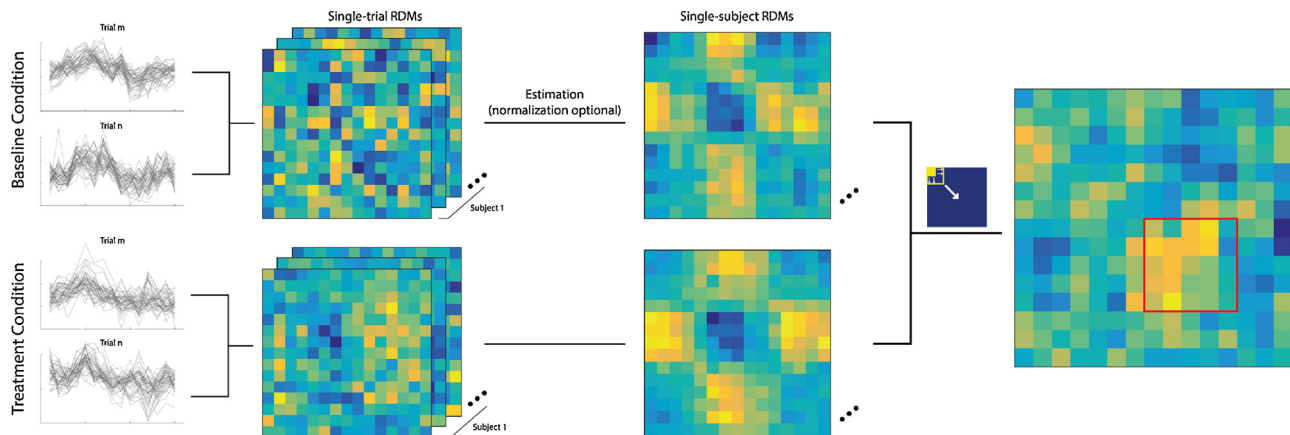 Single-trial RDMs
Single-subject RDMs
Baseline Condition
Trial m
Trial n
Estimation
(normalization optional)
Subject 1
Treatment Condition
Trial m
Trial n
Subject 1